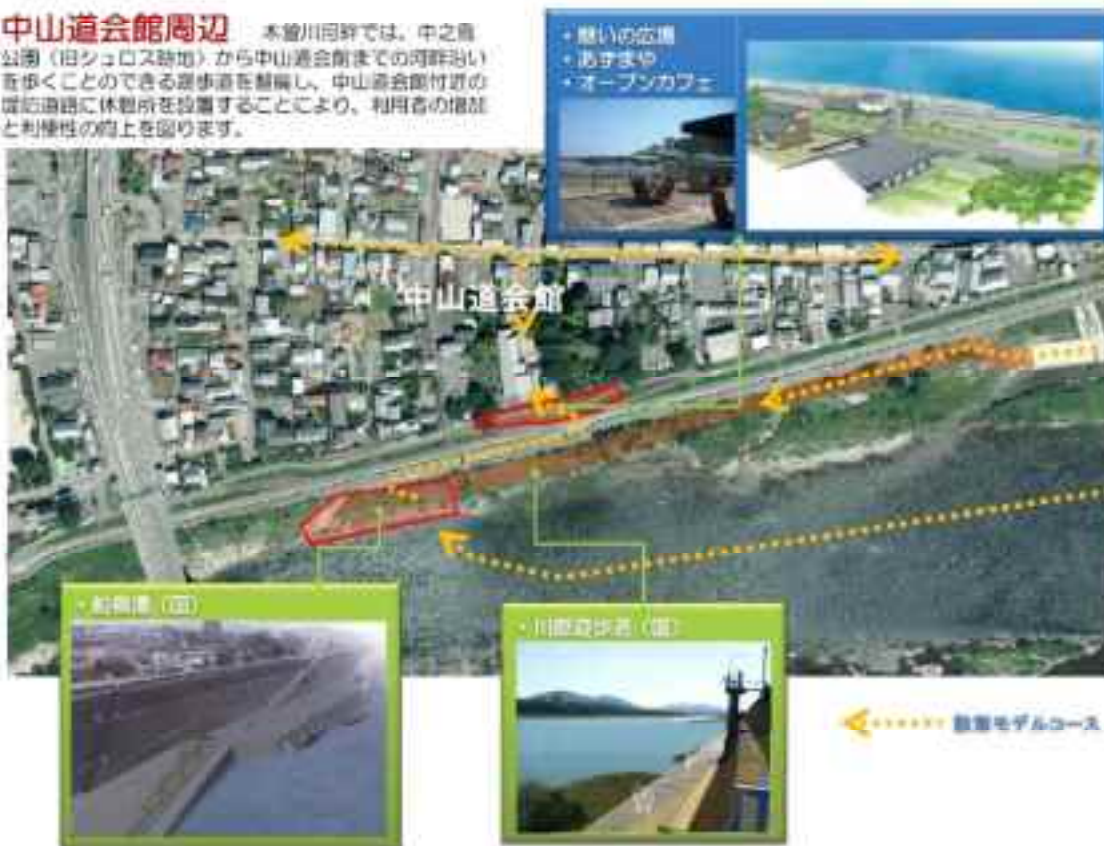 中山道会館周辺
木曽川河畔では、中之島
公園（旧シュロス跡地）から中山道会館までの河畔沿い
を歩くことのできる遊歩道を整備し、中山道会館付近の
堤防道路に休憩所を設置することにより、利用者の増加
と利便性の向上を図ります。
・憩いの広場
・あずまや
・オープンカフェ
中山道会館
・船橋港（国）
・川原遊歩道（国）
散策モデルコース